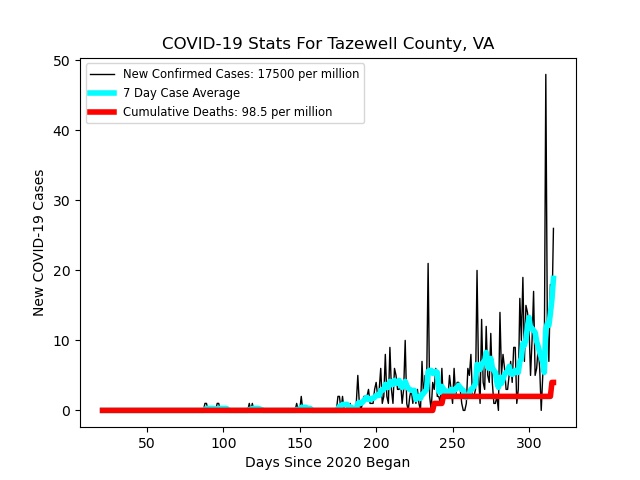 COVID-19 Stats For Tazewell County, VA
New Confirmed Cases: 17500 per million
7 Day Case Average
Cumulative Deaths: 98.5 per million
New COVID-19 Cases
50
40
30
20
10
0
50 100 150 200 250 300
Days Since 2020 Began